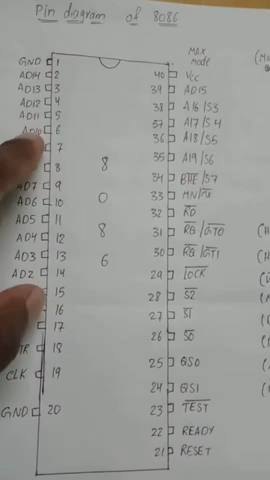 Pin diagram of 8086
MAX
Mode
GND 1 40 Vcc
AD14 2 39 AD15
AD13 3 38 A16/S3
AD12 4 37 A17/S4
AD11 5 36 A18/S5
AD10 6 35 A19/S6
7 34 BHE/S7
8 8 33 MN/
AD7 9 32 RD
AD6 10 0 31 RQ/GT0
AD5 11 30 RQ/GT1
AD4 12 8 29 LOCK
AD3 13 6 28 S2
AD2 14 27 S1
15 26 S0
16 25 QS0
17 24 QS1
18 23 TEST
CLK 19 22 READY
GND 20 21 RESET